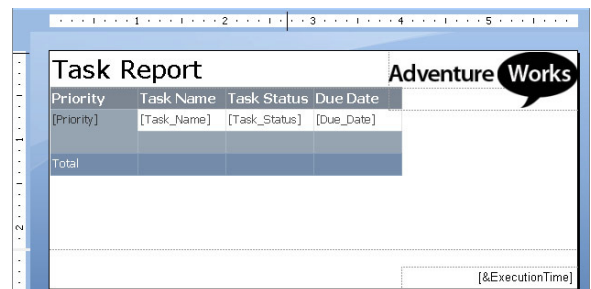 1 2 3 4 5
Task Report
Adventure Works
Priority Task Name Task Status Due Date
[Priority] [Task_Name] [Task_Status] [Due_Date]
1
Total
2
[&ExecutionTime]